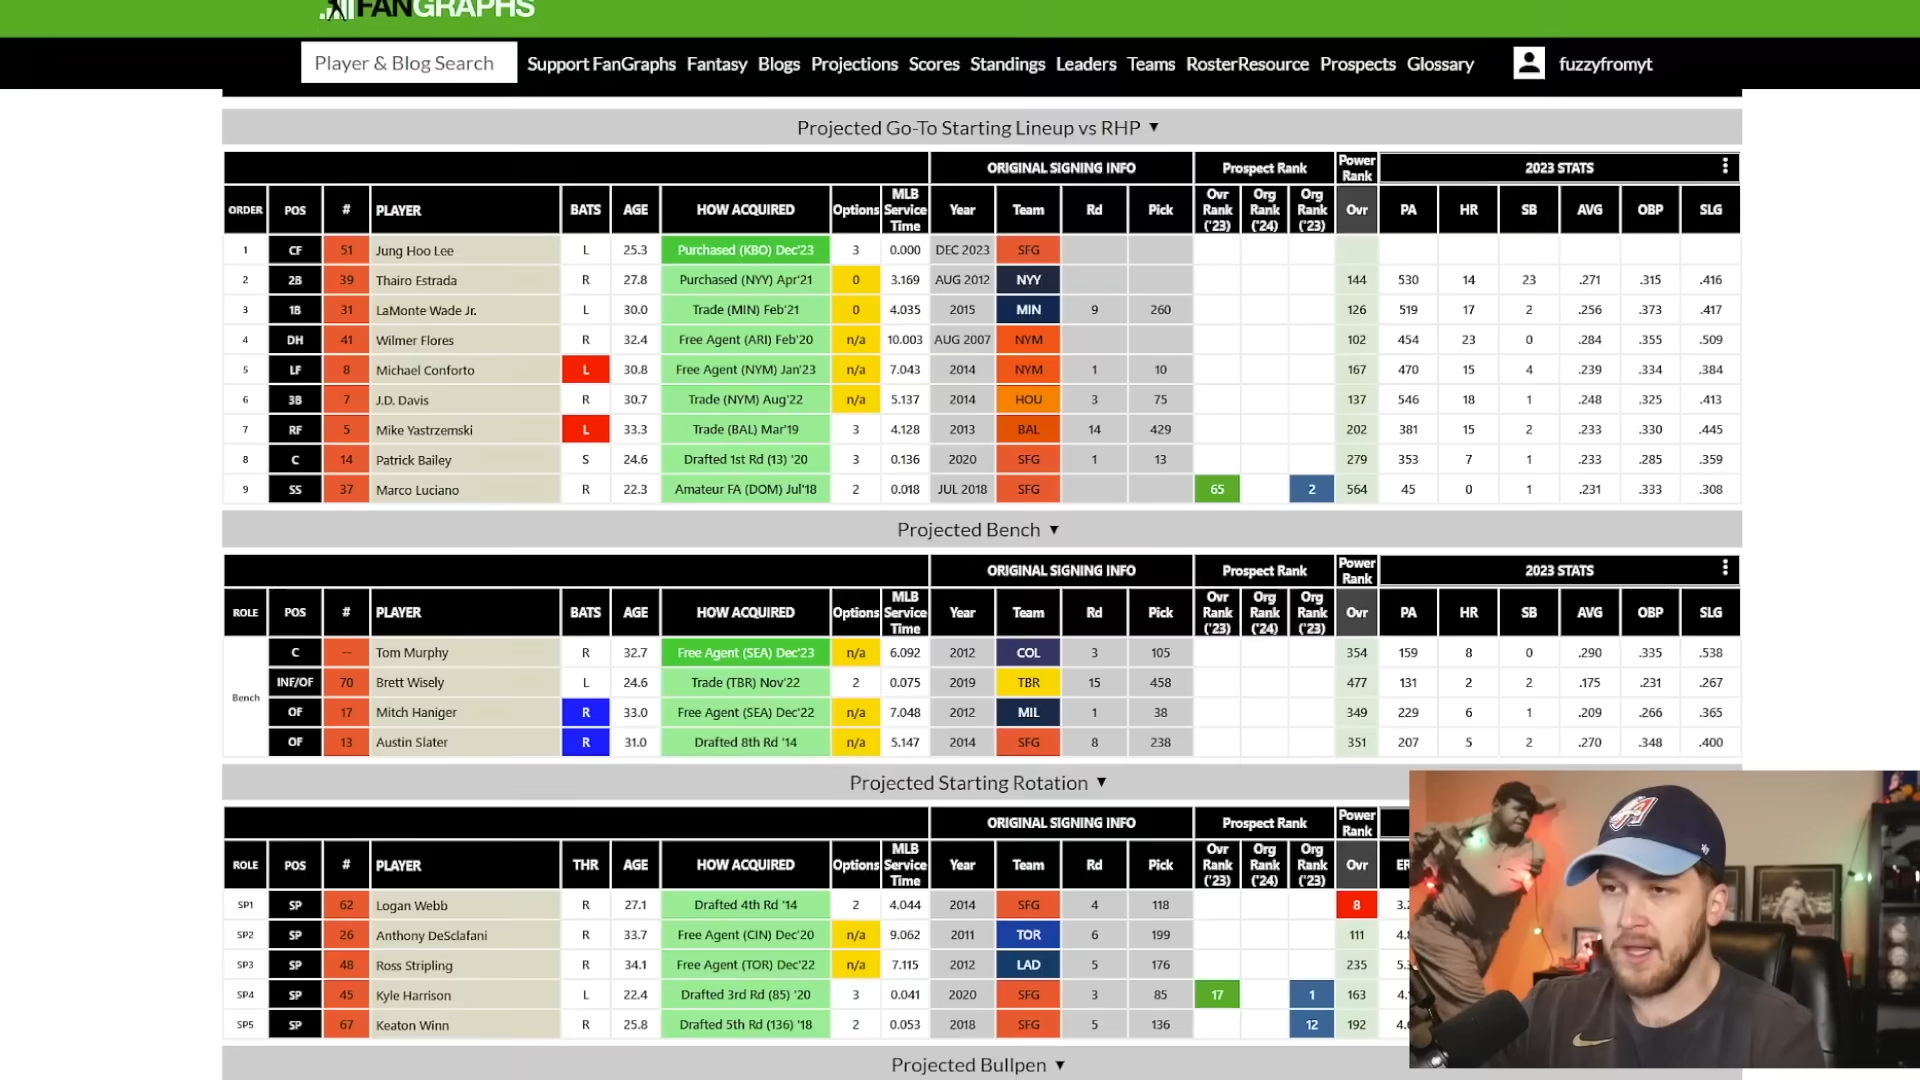 FANGRAPHS
Player & Blog Search Support FanGraphs Fantasy Blogs Projections Scores Standings Leaders Teams RosterResource Prospects Glossary fuzzyfromyt
Projected Go-To Starting Lineup vs RHP ▼
ORIGINAL SIGNING INFO Prospect Rank Power Rank 2023 STATS
ORDER POS # PLAYER BATS AGE HOW ACQUIRED Options MLB Service Time Year Team Rd Pick Ovr Rank ('23) Org Rank ('24) Org Rank ('23) Ovr PA HR SB AVG OBP SLG
1 CF 51 Jung Hoo Lee L 25.3 Purchased (KBO) Dec'23 3 0.000 DEC 2023 SFG
2 2B 39 Thairo Estrada R 27.8 Purchased (NYY) Apr'21 0 3.169 AUG 2012 NYY 144 530 14 23 .271 .315 .416
3 1B 31 LaMonte Wade Jr. L 30.0 Trade (MIN) Feb'21 0 4.035 2015 MIN 9 260 126 519 17 2 .256 .373 .417
4 DH 41 Wilmer Flores R 32.4 Free Agent (ARI) Feb'20 n/a 10.003 AUG 2007 NYM 102 454 23 0 .284 .355 .509
5 LF 8 Michael Conforto L 30.8 Free Agent (NYM) Jan'23 n/a 7.043 2014 NYM 1 10 167 470 15 4 .239 .334 .384
6 3B 7 J.D. Davis R 30.7 Trade (NYM) Aug'22 n/a 5.137 2014 HOU 3 75 137 546 18 1 .248 .325 .413
7 RF 5 Mike Yastrzemski L 33.3 Trade (BAL) Mar'19 3 4.128 2013 BAL 14 429 202 381 15 2 .233 .330 .445
8 C 14 Patrick Bailey S 24.6 Drafted 1st Rd (13) '20 3 0.136 2020 SFG 1 13 279 353 7 1 .233 .285 .359
9 SS 37 Marco Luciano R 22.3 Amateur FA (DOM) Jul'18 2 0.018 JUL 2018 SFG 65 2 564 45 0 1 .231 .333 .308
Projected Bench ▼
ORIGINAL SIGNING INFO Prospect Rank Power Rank 2023 STATS
ROLE POS # PLAYER BATS AGE HOW ACQUIRED Options MLB Service Time Year Team Rd Pick Ovr Rank ('23) Org Rank ('24) Org Rank ('23) Ovr PA HR SB AVG OBP SLG
Bench
C -- Tom Murphy R 32.7 Free Agent (SEA) Dec'23 n/a 6.092 2012 COL 3 105 354 159 8 0 .290 .335 .538
INF/OF 70 Brett Wisely L 24.6 Trade (TBR) Nov'22 2 0.075 2019 TBR 15 458 477 131 2 2 .175 .231 .267
OF 17 Mitch Haniger R 33.0 Free Agent (SEA) Dec'22 n/a 7.048 2012 MIL 1 38 349 229 6 1 .209 .266 .365
OF 13 Austin Slater R 31.0 Drafted 8th Rd '14 n/a 5.147 2014 SFG 8 238 351 207 5 2 .270 .348 .400
Projected Starting Rotation ▼
ORIGINAL SIGNING INFO Prospect Rank Power Rank
ROLE POS # PLAYER THR AGE HOW ACQUIRED Options MLB Service Time Year Team Rd Pick Ovr Rank ('23) Org Rank ('24) Org Rank ('23) Ovr
SP1 SP 62 Logan Webb R 27.1 Drafted 4th Rd '14 2 4.044 2014 SFG 4 118 8
SP2 SP 26 Anthony DeSclafani R 33.7 Free Agent (CIN) Dec'20 n/a 9.062 2011 TOR 6 199 111
SP3 SP 48 Ross Stripling R 34.1 Free Agent (TOR) Dec'22 n/a 7.115 2012 LAD 5 176 235
SP4 SP 45 Kyle Harrison L 22.4 Drafted 3rd Rd (85) '20 3 0.041 2020 SFG 3 85 17 1 163
SP5 SP 67 Keaton Winn R 25.8 Drafted 5th Rd (136) '18 2 0.053 2018 SFG 5 136 12 192
Projected Bullpen ▼